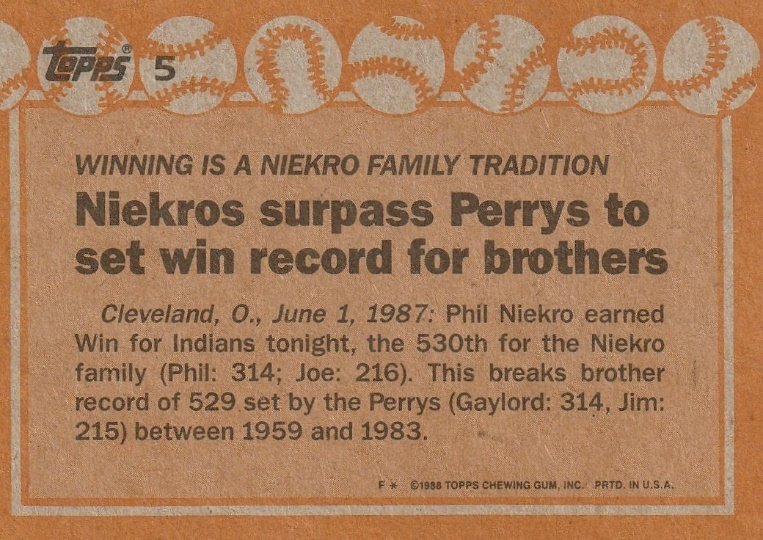 Topps® 5
WINNING IS A NIEKRO FAMILY TRADITION
Niekros surpass Perrys to
set win record for brothers
Cleveland, O., June 1, 1987: Phil Niekro earned
Win for Indians tonight, the 530th for the Niekro
family (Phil: 314; Joe: 216). This breaks brother
record of 529 set by the Perrys (Gaylord: 314, Jim:
215) between 1959 and 1983.
F * ©1988 TOPPS CHEWING GUM, INC. PRTD. IN U.S.A.